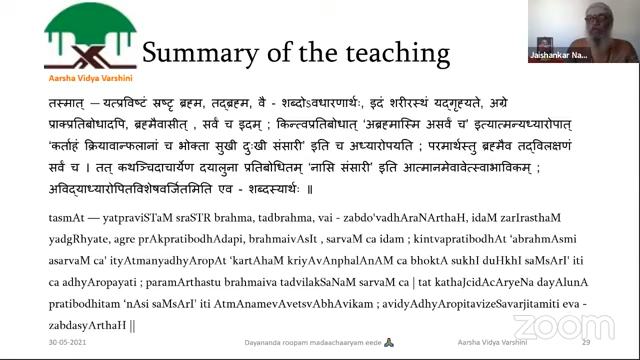 Jaishankar Na...
Summary of the teaching
Aarsha Vidya Varshini
तस्मात् — यत्प्रविष्टं स्रष्टृ ब्रह्म, तद्ब्रह्म, वै - शब्दोऽवधारणार्थः, इदं शरीरस्थं यद्गृह्यते, अग्रे
प्राक्प्रतिबोधादपि, ब्रह्मैवासीत् , सर्वं च इदम् ; किन्त्वप्रतिबोधात् ‘अब्रह्मास्मि असर्वं च’ इत्यात्मन्यध्यारोपात्
‘कर्ताहं क्रियावान्फलानां च भोक्ता सुखी दुःखी संसारी’ इति च अध्यारोपयति ; परमार्थस्तु ब्रह्मैव तद्विलक्षणं
सर्वं च । तत् कथञ्चिदाचार्येण दयालुना प्रतिबोधितम् ‘नासि संसारी’ इति आत्मानमेवावेत्स्वाभाविकम् ;
अविद्याध्यारोपितविशेषवर्जितमिति एव - शब्दस्यार्थः ॥
tasmAt — yatpraviSTaM sraSTR brahma, tadbrahma, vai - zabdo'vadhAraNArthaH, idaM zarIrasthaM
yadgRhyate, agre prAkpratibodhAdapi, brahmaivAsIt , sarvaM ca idam ; kintvapratibodhAt ‘abrahmAsmi
asarvaM ca’ ityAtmanyadhyAropAt ‘kartAhaM kriyAvAnphalAnAM ca bhoktA sukhI duHkhI saMsArI’ iti
ca adhyAropayati ; paramArthastu brahmaiva tadvilakSaNaM sarvaM ca | tat kathaJcidAcAryeNa dayAlunA
pratibodhitam ‘nAsi saMsArI’ iti AtmAnamevAvetsvAbhAvikam ; avidyAdhyAropitavizeSavarjitamiti eva -
zabdasyArthaH ||
30-05-2021 Dayananda roopam madaachaaryam eede 🙏 Aarsha Vidya Varshini 29
zoom